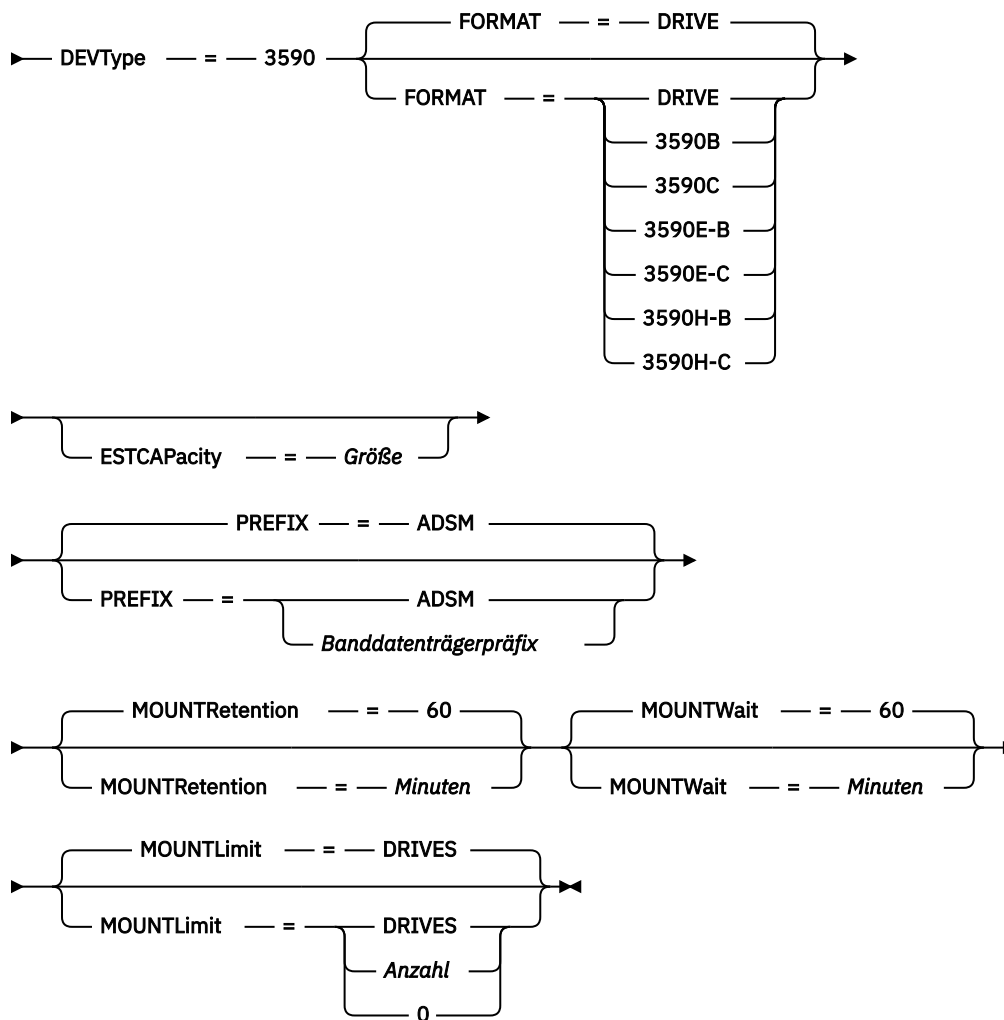 FORMAT = DRIVE
DEVType = 3590
FORMAT = DRIVE
3590B
3590C
3590E-B
3590E-C
3590H-B
3590H-C
ESTCAPacity = Größe
PREFIX = ADSM
PREFIX = ADSM
Banddatenträgerpräfix
MOUNTRetention = 60 MOUNTWait = 60
MOUNTRetention = Minuten MOUNTWait = Minuten
MOUNTLimit = DRIVES
MOUNTLimit = DRIVES
Anzahl
0